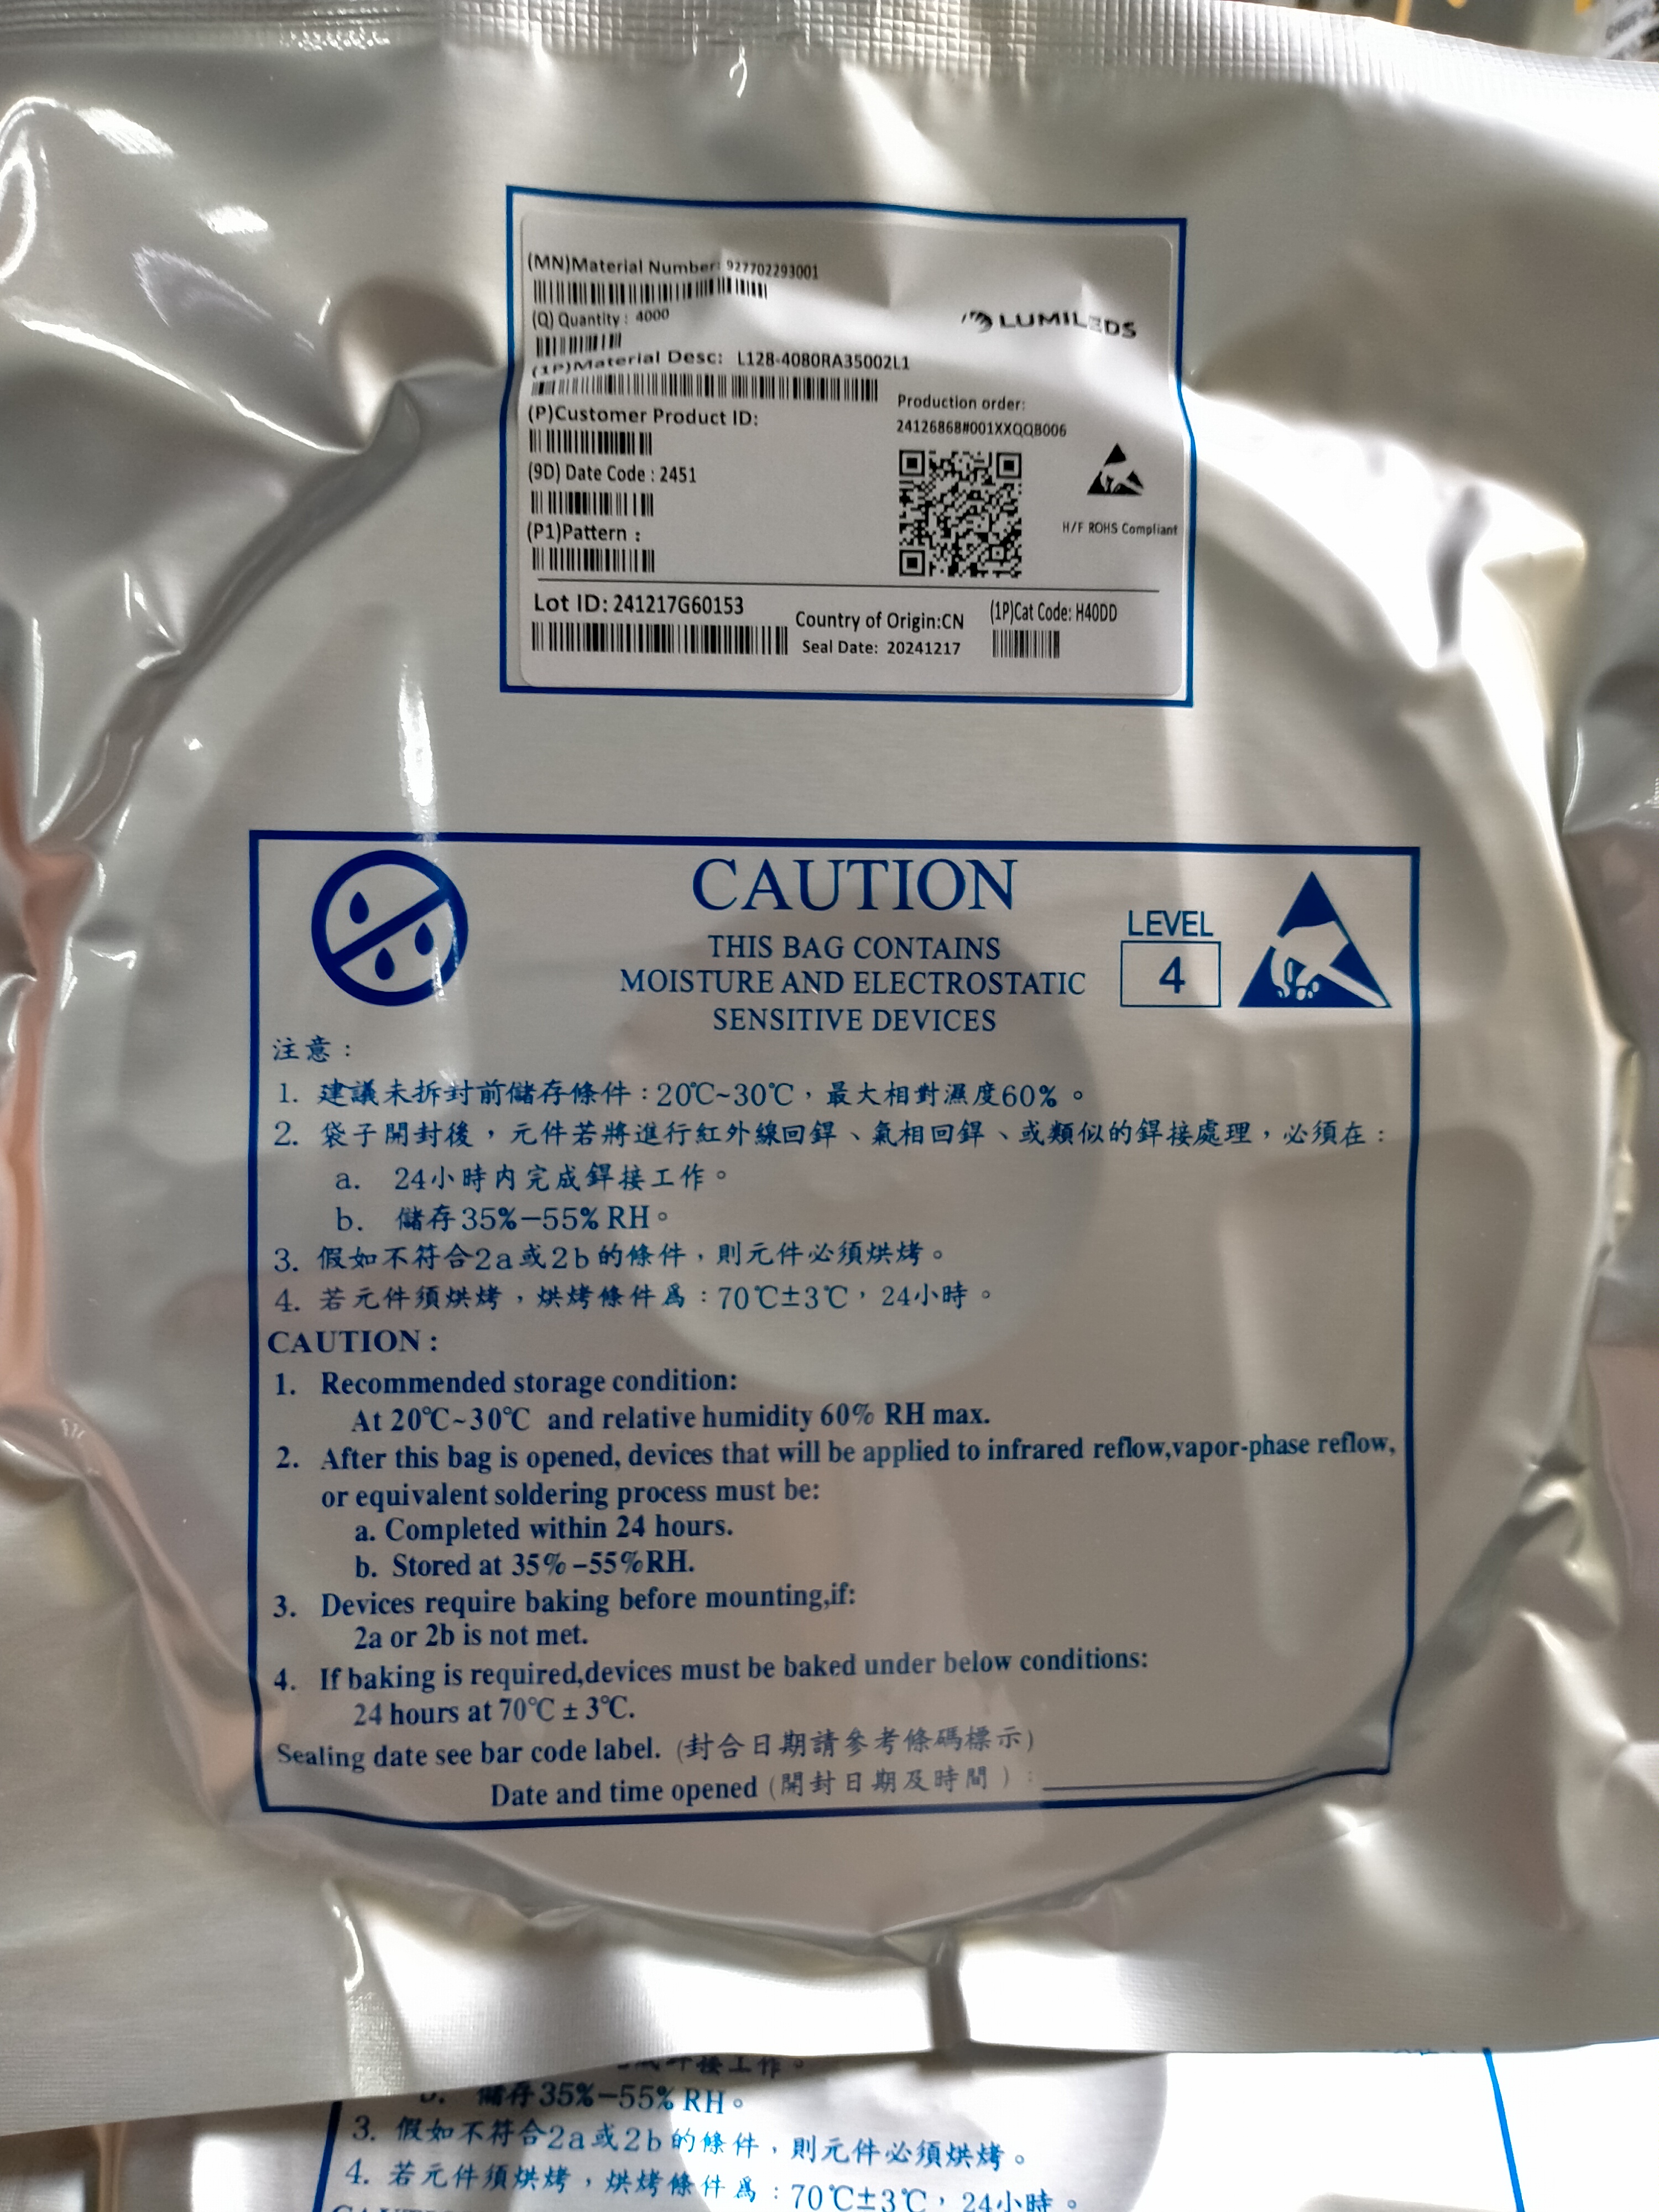 (MN)Material Number: 927702293001
(Q) Quantity : 4000
LUMILEDS
(1P)Material Desc: L128-4080RA35002L1
(P)Customer Product ID:
Production order:
24126868#001XXQQB006
(9D) Date Code : 2451
(P1)Pattern :
H/F ROHS Compliant
Lot ID: 241217G60153
Country of Origin:CN
Seal Date: 20241217
(1P)Cat Code: H40DD
CAUTION
THIS BAG CONTAINS
MOISTURE AND ELECTROSTATIC
SENSITIVE DEVICES
LEVEL
4
注意：
1. 建議未拆封前儲存條件：20℃~30℃，最大相對濕度60%。
2. 袋子開封後，元件若將進行紅外線回銲、氣相回銲、或類似的銲接處理，必須在：
a. 24小時內完成銲接工作。
b. 儲存35%–55% RH。
3. 假如不符合2a或2b的條件，則元件必須烘烤。
4. 若元件須烘烤，烘烤條件爲：70℃±3℃，24小時。
CAUTION :
1. Recommended storage condition:
At 20℃~30℃ and relative humidity 60% RH max.
2. After this bag is opened, devices that will be applied to infrared reflow,vapor-phase reflow,
or equivalent soldering process must be:
a. Completed within 24 hours.
b. Stored at 35% –55%RH.
3. Devices require baking before mounting,if:
2a or 2b is not met.
4. If baking is required,devices must be baked under below conditions:
24 hours at 70℃ ± 3℃.
Sealing date see bar code label. (封合日期請參考條碼標示)
Date and time opened (開封日期及時間) :
銲接工作。
b. 儲存35%–55% RH。
3. 假如不符合2a或2b的條件，則元件必須烘烤。
4. 若元件須烘烤，烘烤條件爲：70℃±3℃，24小時。